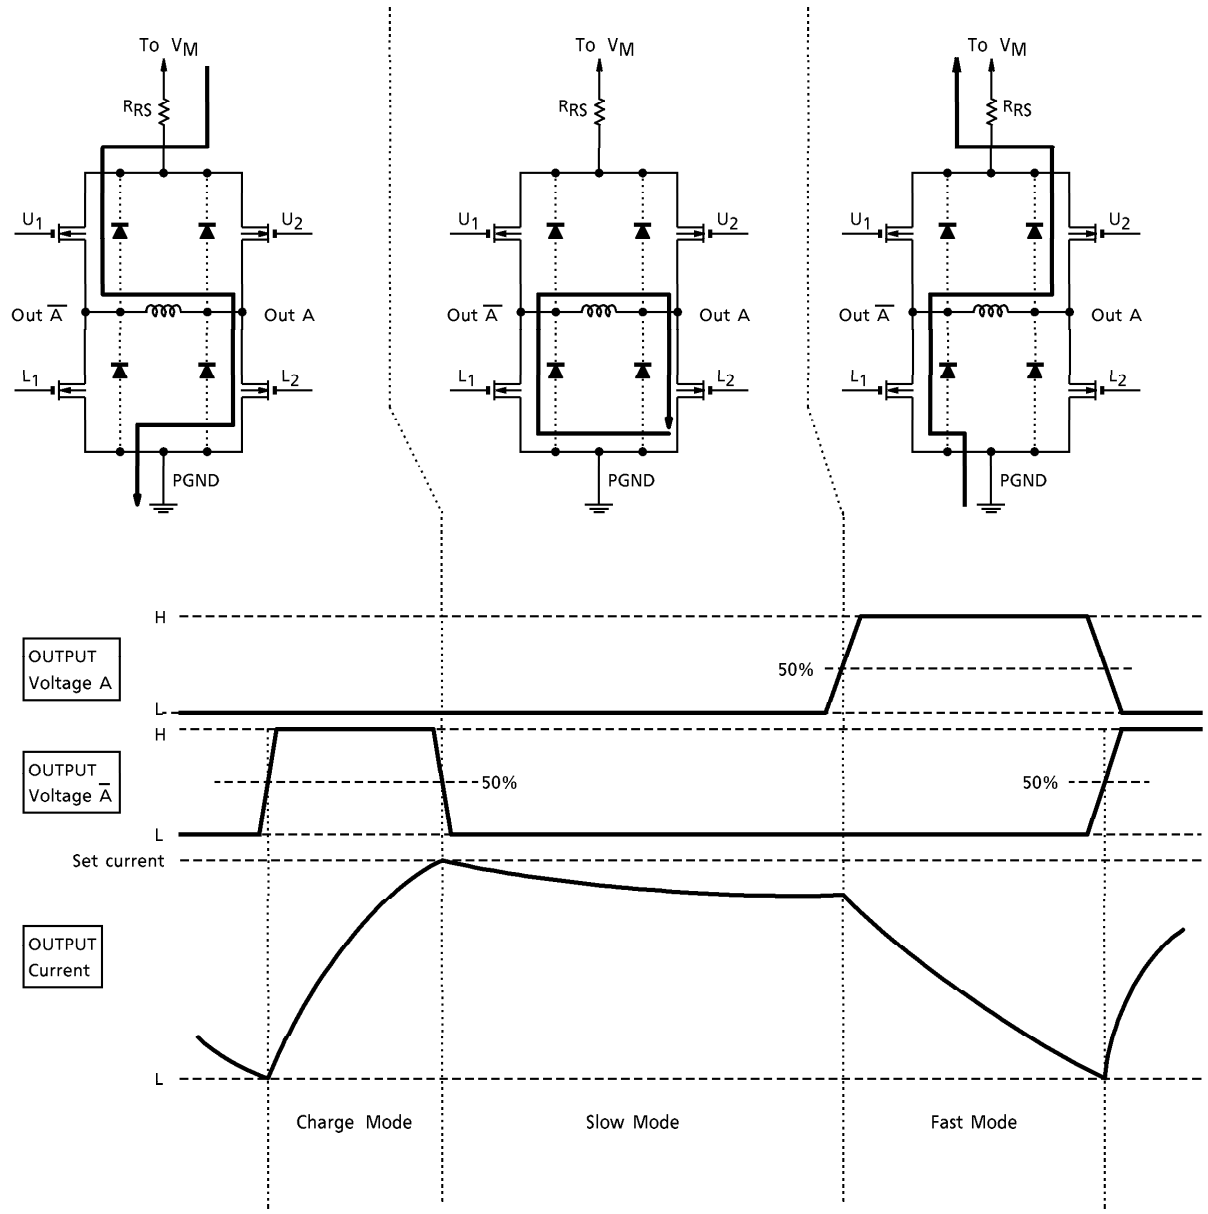 To VM
To VM
To VM
RRS
RRS
RRS
U1
U2
U1
U2
U1
U2
Out A̅
Out A
Out A̅
Out A
Out A̅
Out A
L1
L2
L1
L2
L1
L2
PGND
PGND
PGND
H
OUTPUT
Voltage A
50%
L
H
OUTPUT
Voltage A̅
50%
50%
L
Set current
OUTPUT
Current
L
Charge Mode
Slow Mode
Fast Mode